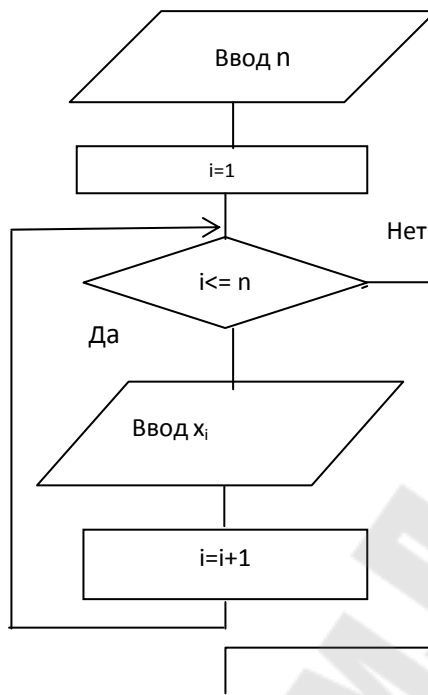 Ввод n
i=1
Нет
i<= n
Да
Ввод xᵢ
i=i+1